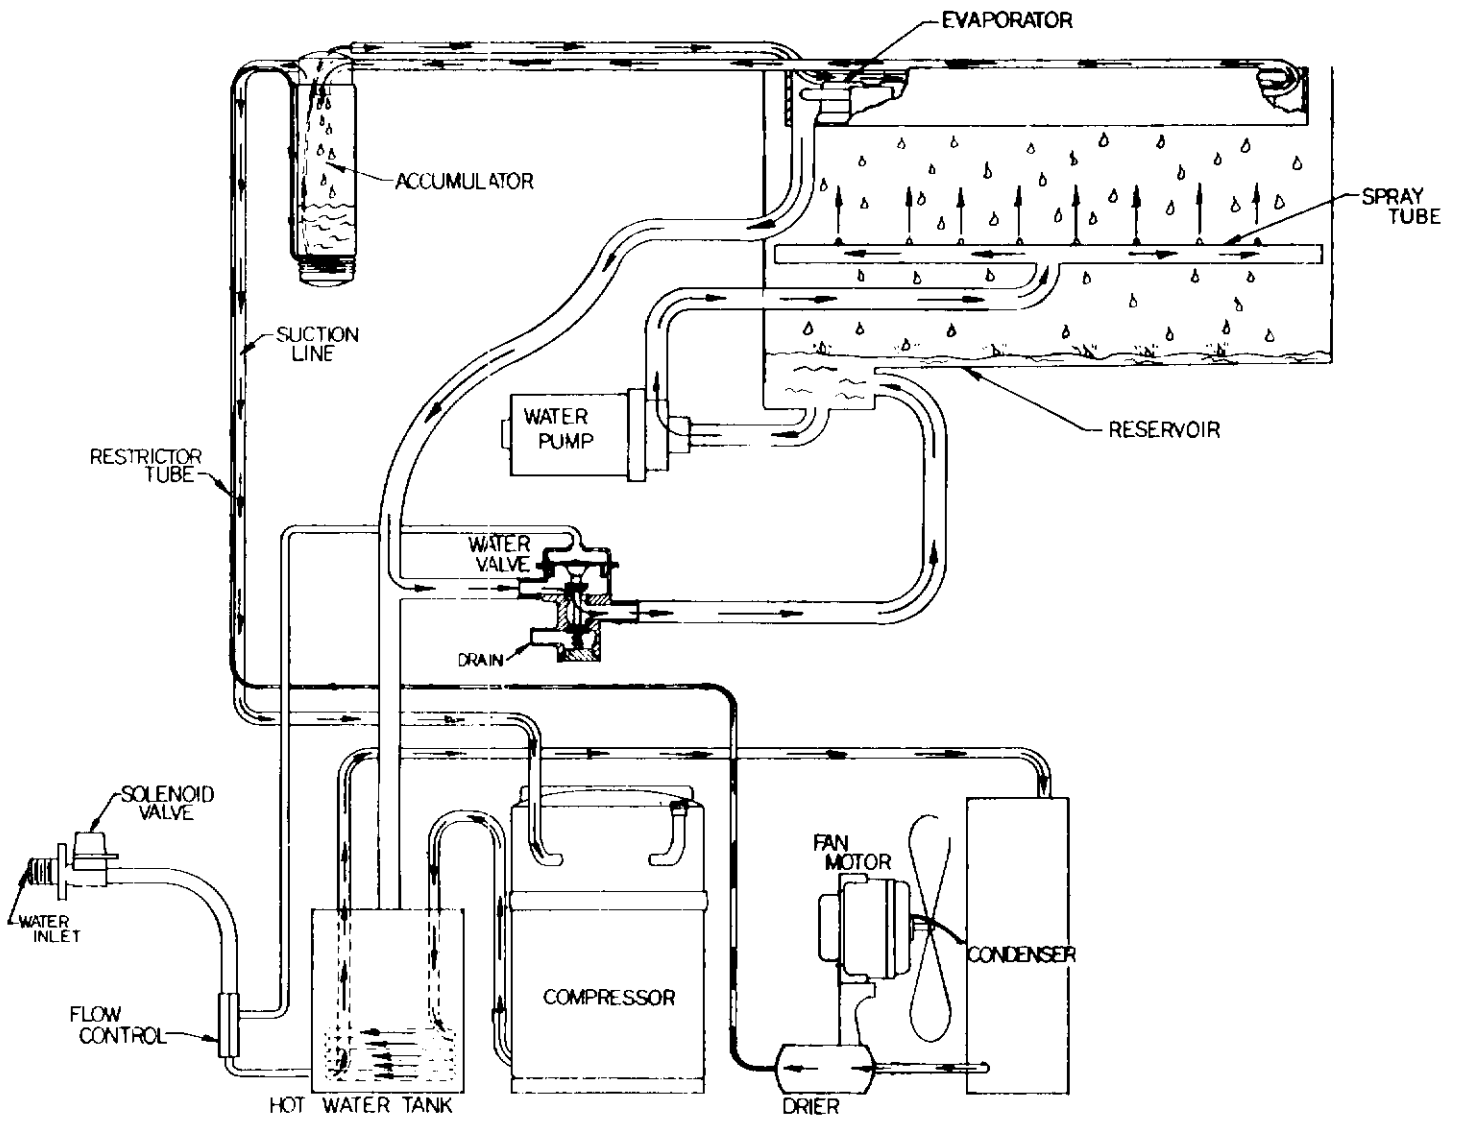 EVAPORATOR
ACCUMULATOR
SPRAY
TUBE
SUCTION
LINE
WATER
PUMP
RESERVOIR
RESTRICTOR
TUBE
WATER
VALVE
DRAIN
SOLENOID
VALVE
FAN
MOTOR
WATER
INLET
CONDENSER
COMPRESSOR
FLOW
CONTROL
HOT WATER TANK
DRIER